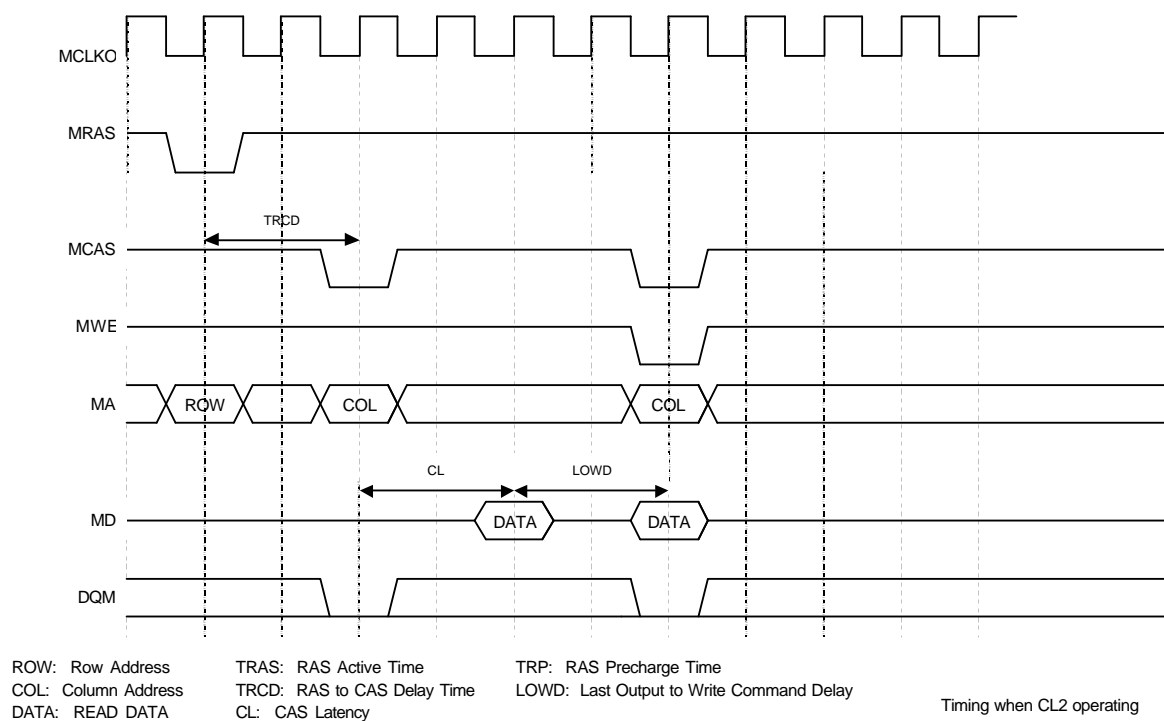 MCLKO
MRAS
TRCD
MCAS
MWE
MA
ROW
COL
COL
CL
LOWD
MD
DATA
DATA
DQM
ROW: Row Address
TRAS: RAS Active Time
TRP: RAS Precharge Time
COL: Column Address
TRCD: RAS to CAS Delay Time
LOWD: Last Output to Write Command Delay
DATA: READ DATA
CL: CAS Latency
Timing when CL2 operating